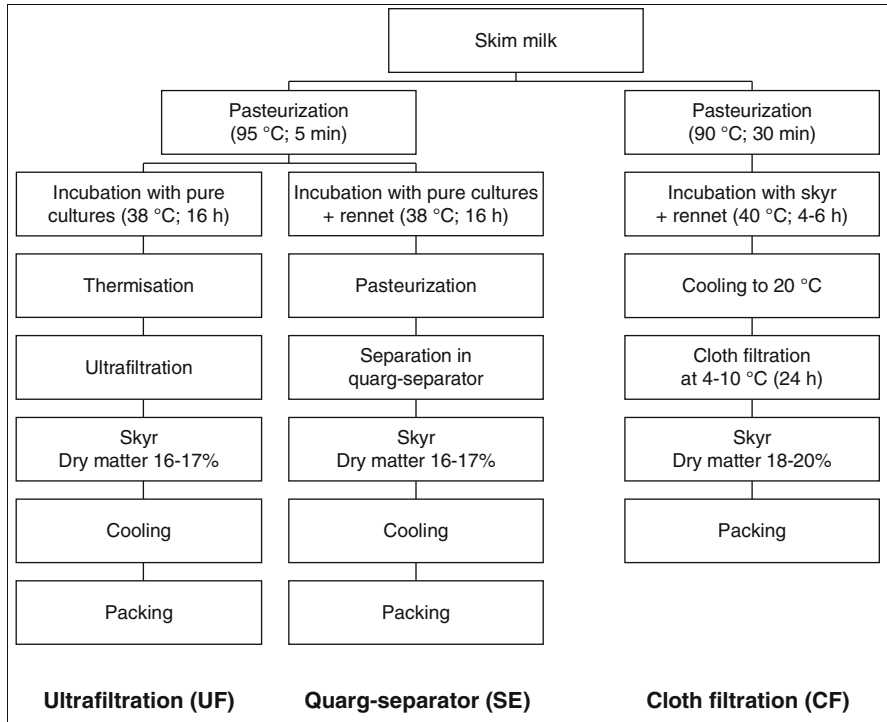 Skim milk
Pasteurization
(95 °C; 5 min)
Pasteurization
(90 °C; 30 min)
Incubation with pure
cultures (38 °C; 16 h)
Incubation with pure cultures
+ rennet (38 °C; 16 h)
Incubation with skyr
+ rennet (40 °C; 4-6 h)
Thermisation
Pasteurization
Cooling to 20 °C
Ultrafiltration
Separation in
quarg-separator
Cloth filtration
at 4-10 °C (24 h)
Skyr
Dry matter 16-17%
Skyr
Dry matter 16-17%
Skyr
Dry matter 18-20%
Cooling
Cooling
Packing
Packing
Packing
Ultrafiltration (UF)
Quarg-separator (SE)
Cloth filtration (CF)